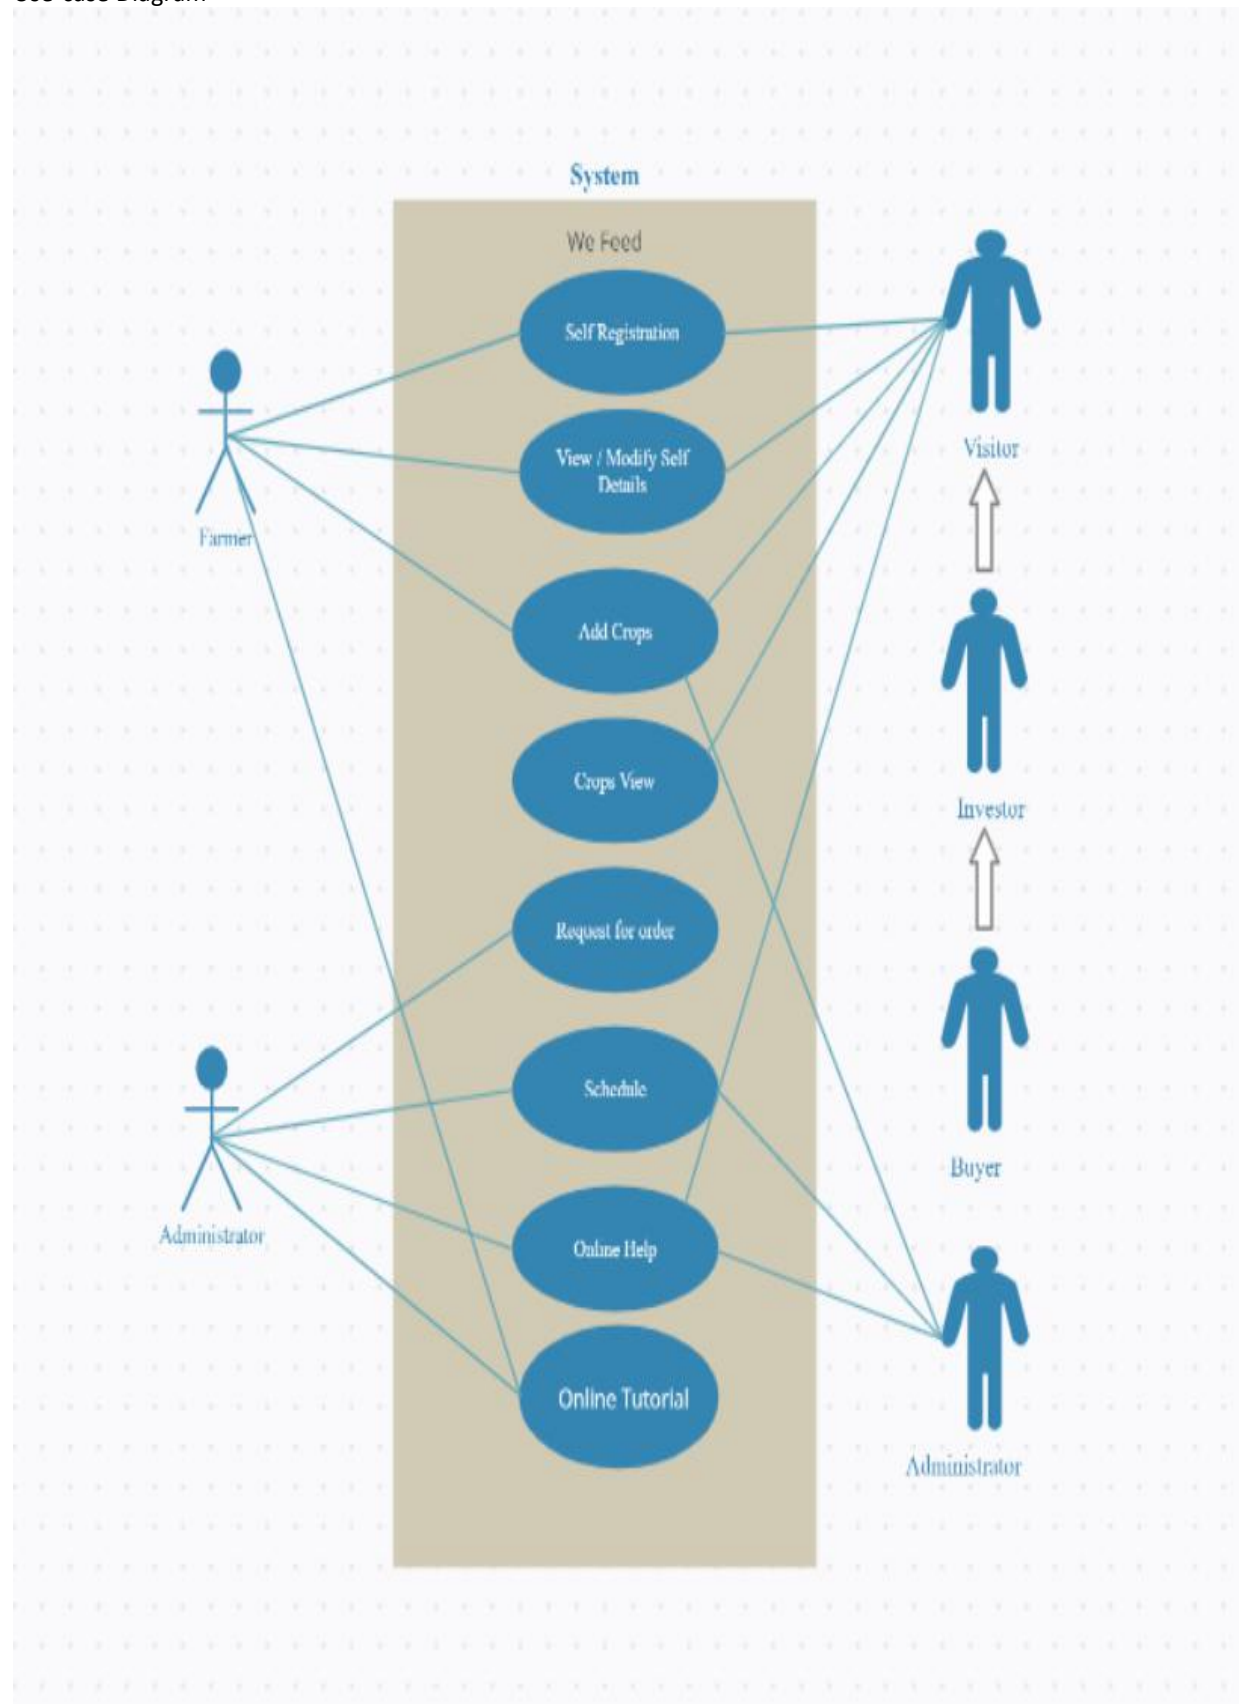 System
We Feed
Self Registration
View / Modify Self
Details
Add Crops
Crops View
Request for order
Schedule
Online Help
Online Tutorial
Farmer
Administrator
Visitor
Investor
Buyer
Administrator